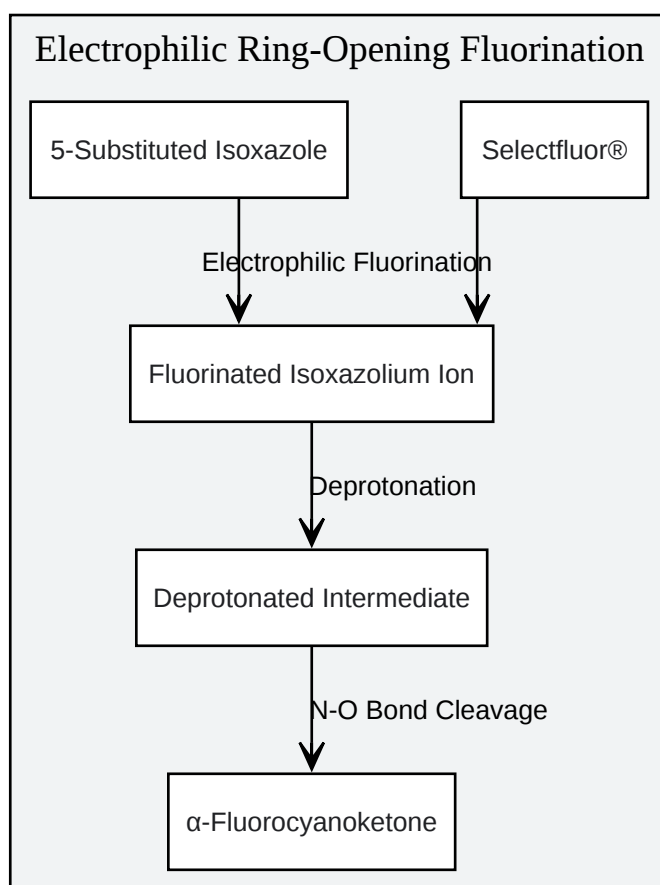 Electrophilic Ring-Opening Fluorination
5-Substituted Isoxazole
Selectfluor®
Electrophilic Fluorination
Fluorinated Isoxazolium Ion
Deprotonation
Deprotonated Intermediate
N-O Bond Cleavage
α-Fluorocyanoketone